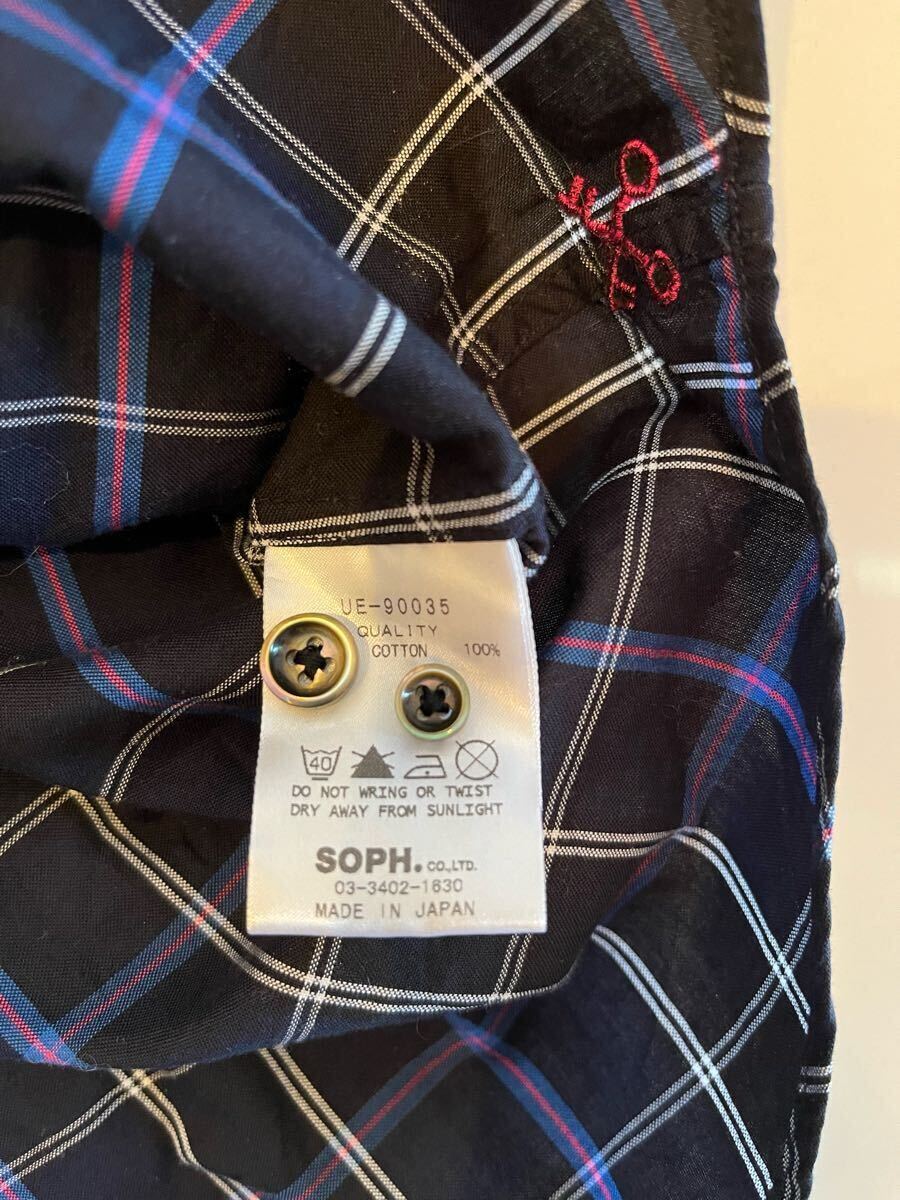 UE-90035
QUALITY
COTTON 100%
40
DO NOT WRING OR TWIST
DRY AWAY FROM SUNLIGHT
SOPH. CO.,LTD.
03-3402-1630
MADE IN JAPAN